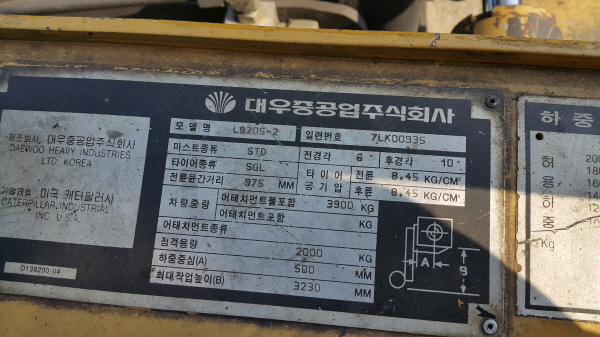 대우중공업주식회사
제조회사. 대우중공업주식회사
DAEWOO HEAVY INDUSTRIES
LTD. KOREA
기술제휴. 미국 캐터필러사
CATERPILLAR INDUSTRIAL
INC U.S.A
D139200-04
모델명 일련번호 7LK00935
마스트종류 STD 전경각 6° 후경각 10°
타이어종류 SGL 타이어 전륜 8.45 KG/CM²
전륜윤간거리 975 MM 공기압 후륜 8.45 KG/CM²
차량중량 어태치먼트불포함 3900 KG
어태치먼트포함 KG
어태치먼트종류
정격용량 2000 KG
하중중심(A) 500 MM
최대작업높이(B) 3230 MM
A
B
하중
허
용
하
중
Kg